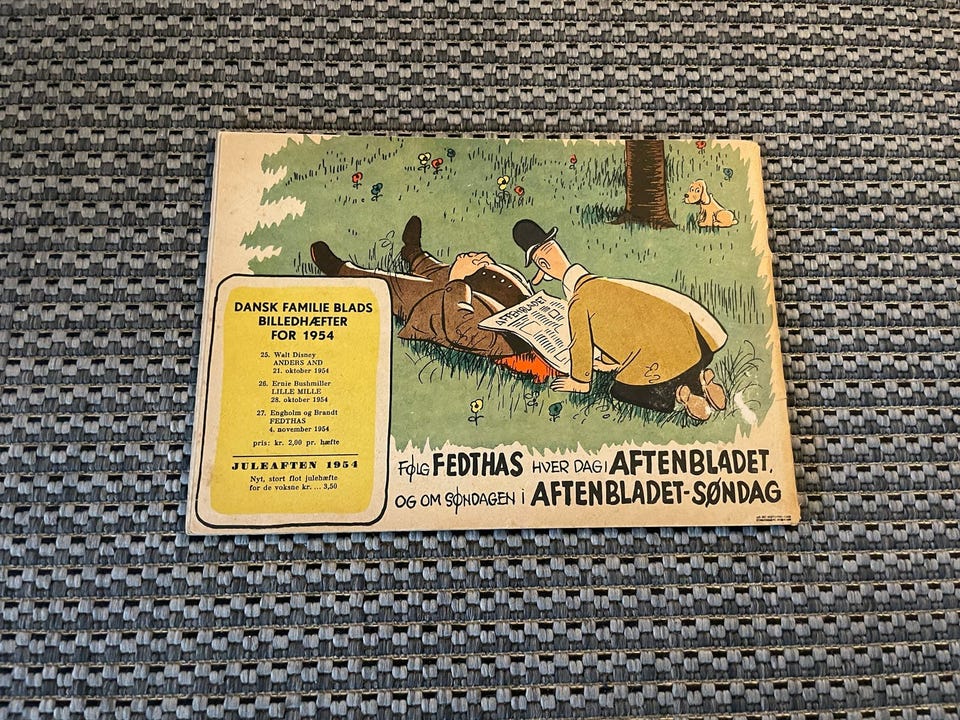 DANSK FAMILIE BLADS
BILLEDHÆFTER
FOR 1954
25. Walt Disney
ANDERS AND
21. oktober 1954
26. Ernie Bushmiller
LILLE MILLE
28. oktober 1954
27. Engholm og Brandt
FEDTHAS
4. november 1954
pris: kr. 2,00 pr. hæfte
JULEAFTEN 1954
Nyt, stort flot julehæfte
for de voksne kr. ... 3,50
AFTENBLADET
FØLG FEDTHAS HVER DAG I AFTENBLADET,
OG OM SØNDAGEN I AFTENBLADET-SØNDAG